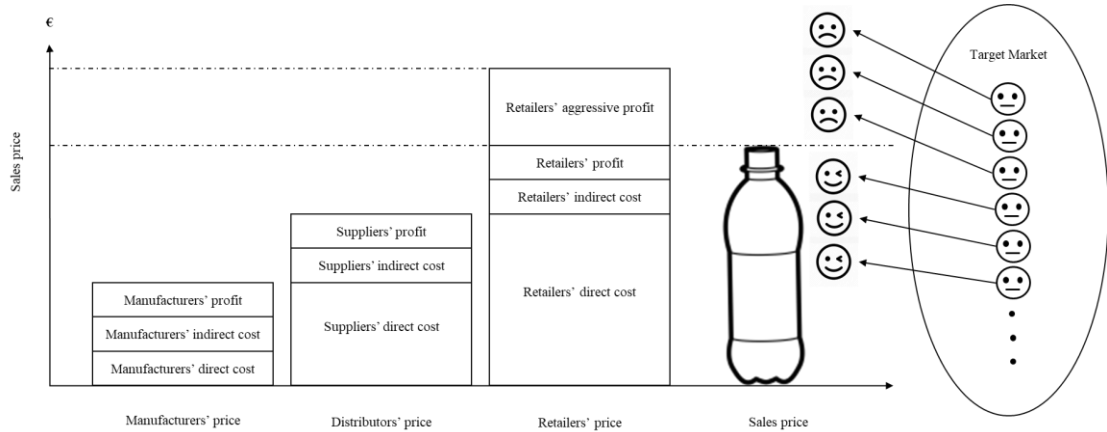 €
Target Market
Sales price
Retailers’ aggressive profit
Retailers’ profit
Retailers’ indirect cost
Retailers’ direct cost
Suppliers’ profit
Suppliers’ indirect cost
Suppliers’ direct cost
Manufacturers’ profit
Manufacturers’ indirect cost
Manufacturers’ direct cost
Manufacturers’ price
Distributors’ price
Retailers’ price
Sales price